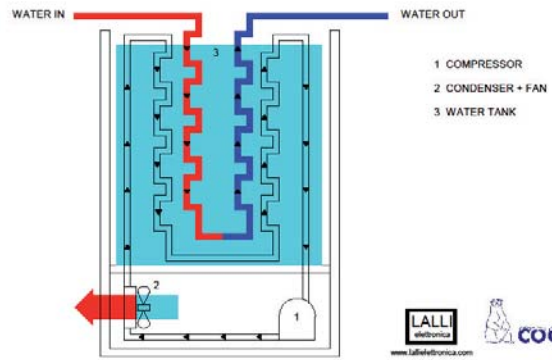 WATER IN
WATER OUT
3
1 COMPRESSOR
2 CONDENSER + FAN
3 WATER TANK
2
1
LALLI
elettronica
www.lallielettronica.com